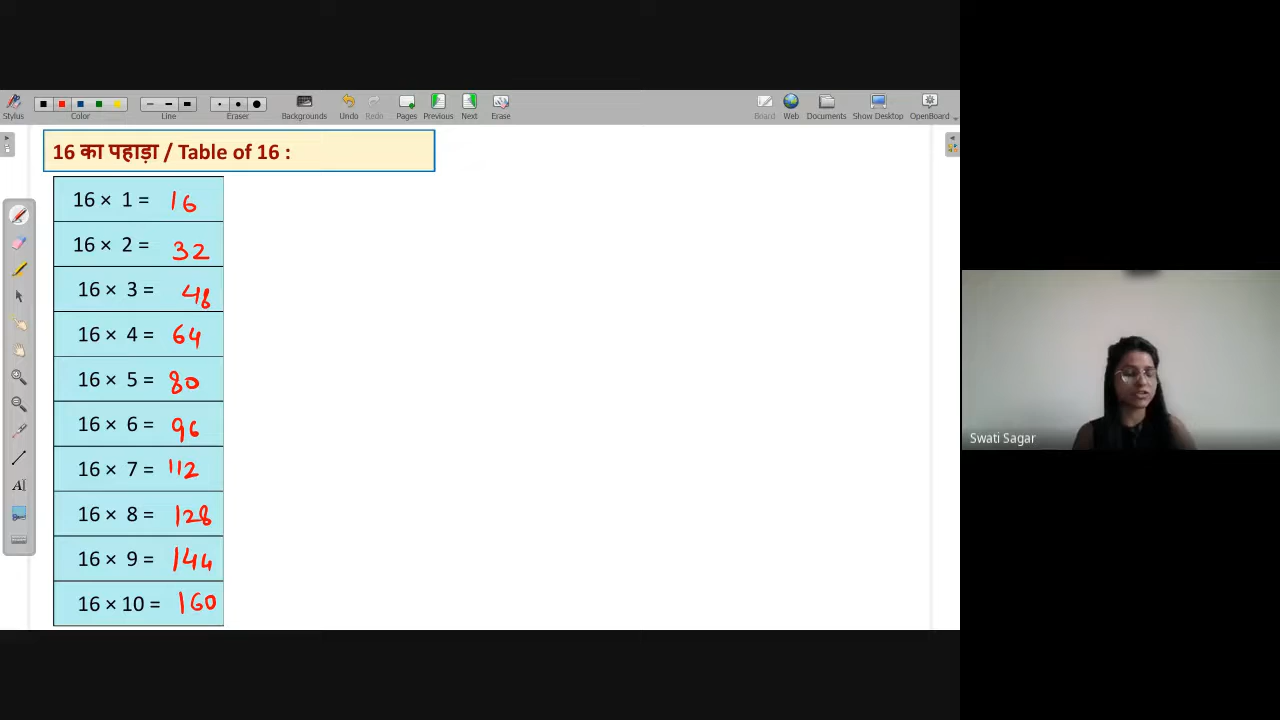 Stylus
Color
Line
Eraser
Backgrounds
Undo
Redo
Pages
Previous
Next
Erase
Board
Web
Documents
Show Desktop
OpenBoard
16 का पहाड़ा / Table of 16 :
16 × 1 = 16
16 × 2 = 32
16 × 3 = 48
16 × 4 = 64
16 × 5 = 80
16 × 6 = 96
16 × 7 = 112
16 × 8 = 128
16 × 9 = 144
16 × 10 = 160
Swati Sagar